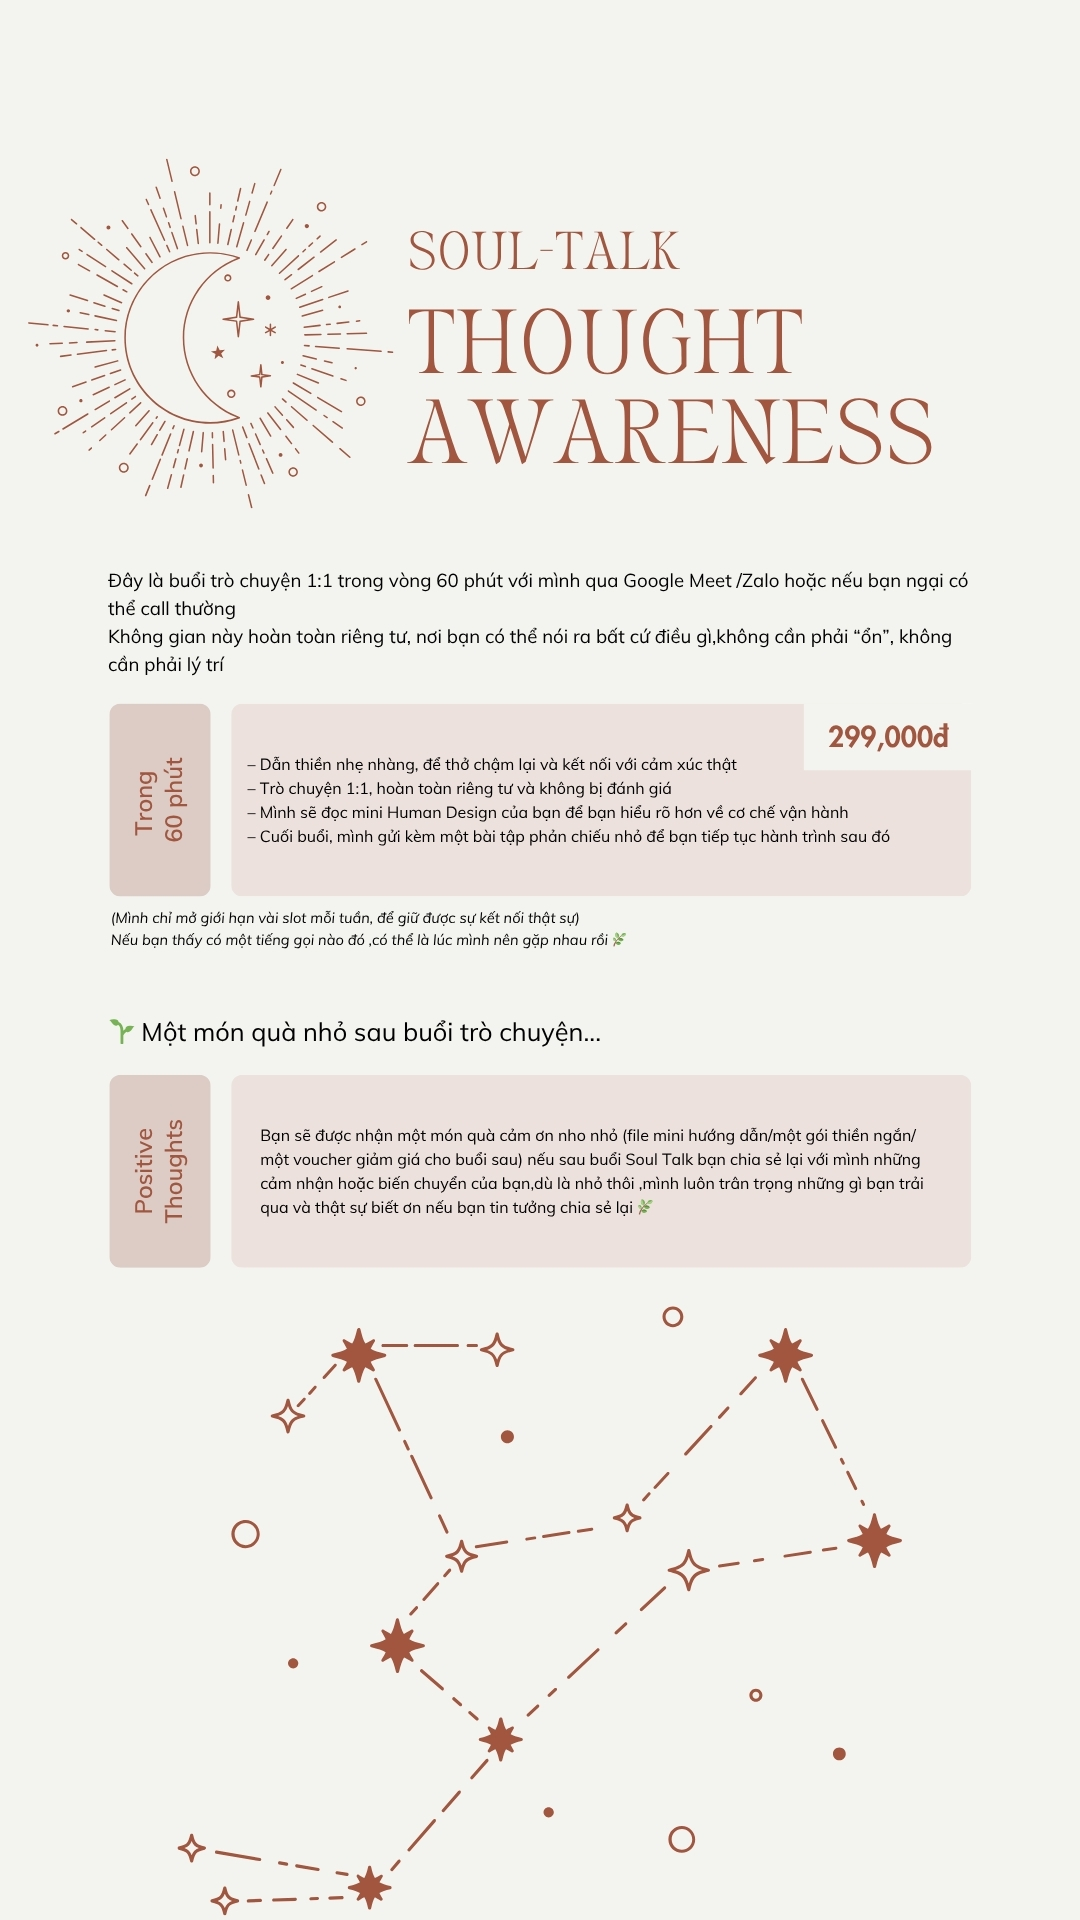 SOUL-TALK
THOUGHT
AWARENESS
Đây là buổi trò chuyện 1:1 trong vòng 60 phút với mình qua Google Meet /Zalo hoặc nếu bạn ngại có
thể call thường
Không gian này hoàn toàn riêng tư, nơi bạn có thể nói ra bất cứ điều gì,không cần phải “ổn”, không
cần phải lý trí
Trong
60 phút
299,000đ
– Dẫn thiền nhẹ nhàng, để thở chậm lại và kết nối với cảm xúc thật
– Trò chuyện 1:1, hoàn toàn riêng tư và không bị đánh giá
– Mình sẽ đọc mini Human Design của bạn để bạn hiểu rõ hơn về cơ chế vận hành
– Cuối buổi, mình gửi kèm một bài tập phản chiếu nhỏ để bạn tiếp tục hành trình sau đó
(Mình chỉ mở giới hạn vài slot mỗi tuần, để giữ được sự kết nối thật sự)
Nếu bạn thấy có một tiếng gọi nào đó ,có thể là lúc mình nên gặp nhau rồi 🌿
🌱 Một món quà nhỏ sau buổi trò chuyện...
Positive
Thoughts
Bạn sẽ được nhận một món quà cảm ơn nho nhỏ (file mini hướng dẫn/một gói thiền ngắn/
một voucher giảm giá cho buổi sau) nếu sau buổi Soul Talk bạn chia sẻ lại với mình những
cảm nhận hoặc biến chuyển của bạn,dù là nhỏ thôi ,mình luôn trân trọng những gì bạn trải
qua và thật sự biết ơn nếu bạn tin tưởng chia sẻ lại 🌿